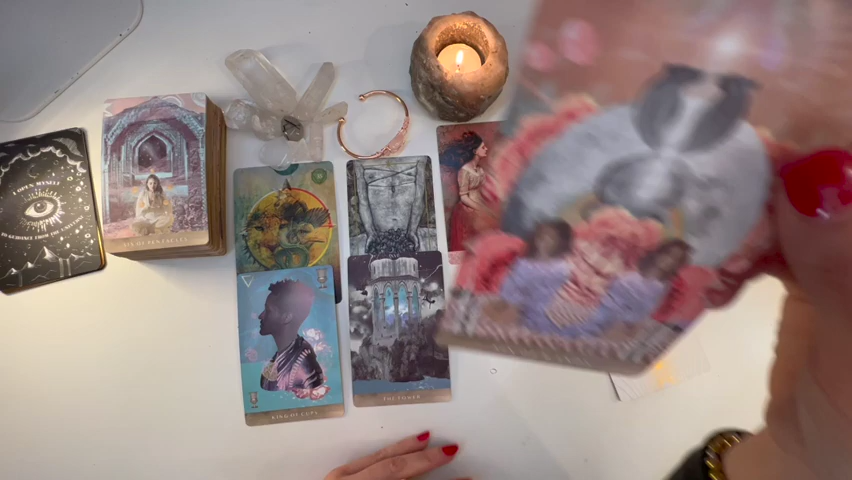 I OPEN MYSELF
TO GUIDANCE FROM THE UNIVERSE
SIX OF PENTACLES
KING OF CUPS
THE TOWER